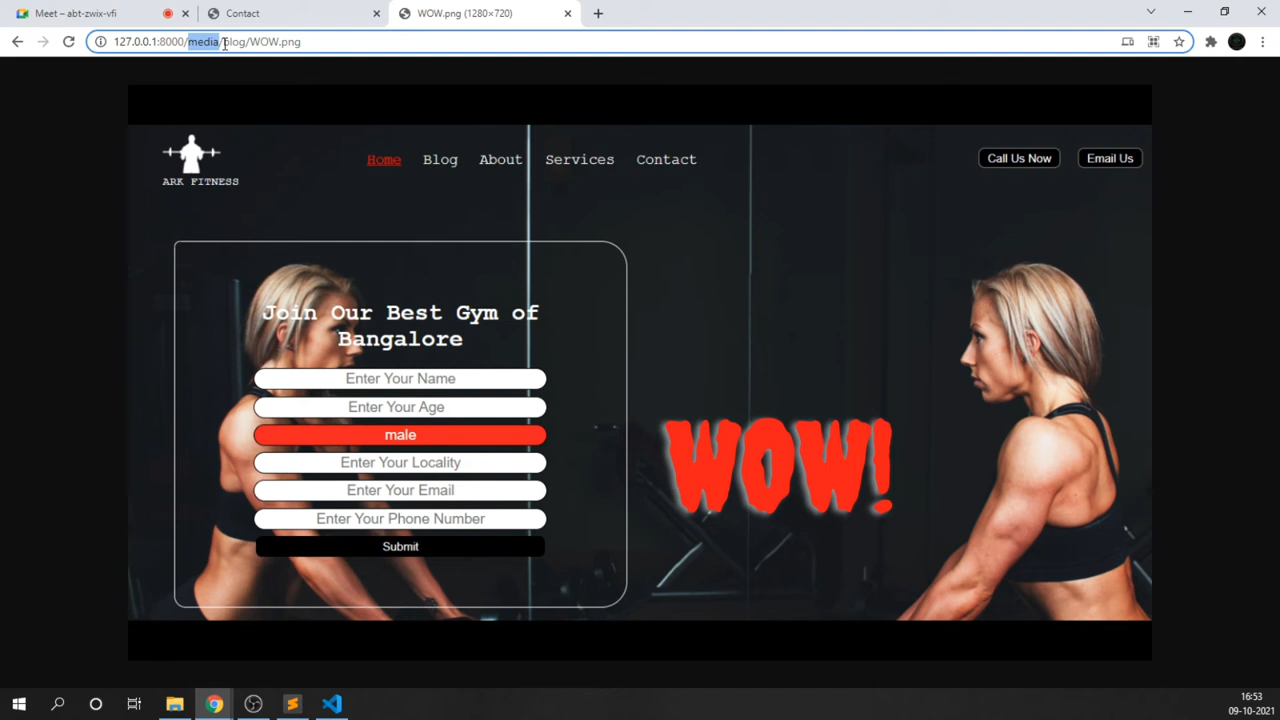 Meet – abt-zwix-vfi
Contact
WOW.png (1280×720)
127.0.0.1:8000/media/blog/WOW.png
ARK FITNESS
Home Blog About Services Contact
Call Us Now
Email Us
Join Our Best Gym of
Bangalore
Enter Your Name
Enter Your Age
male
Enter Your Locality
Enter Your Email
Enter Your Phone Number
Submit
WOW!
16:53
09-10-2021